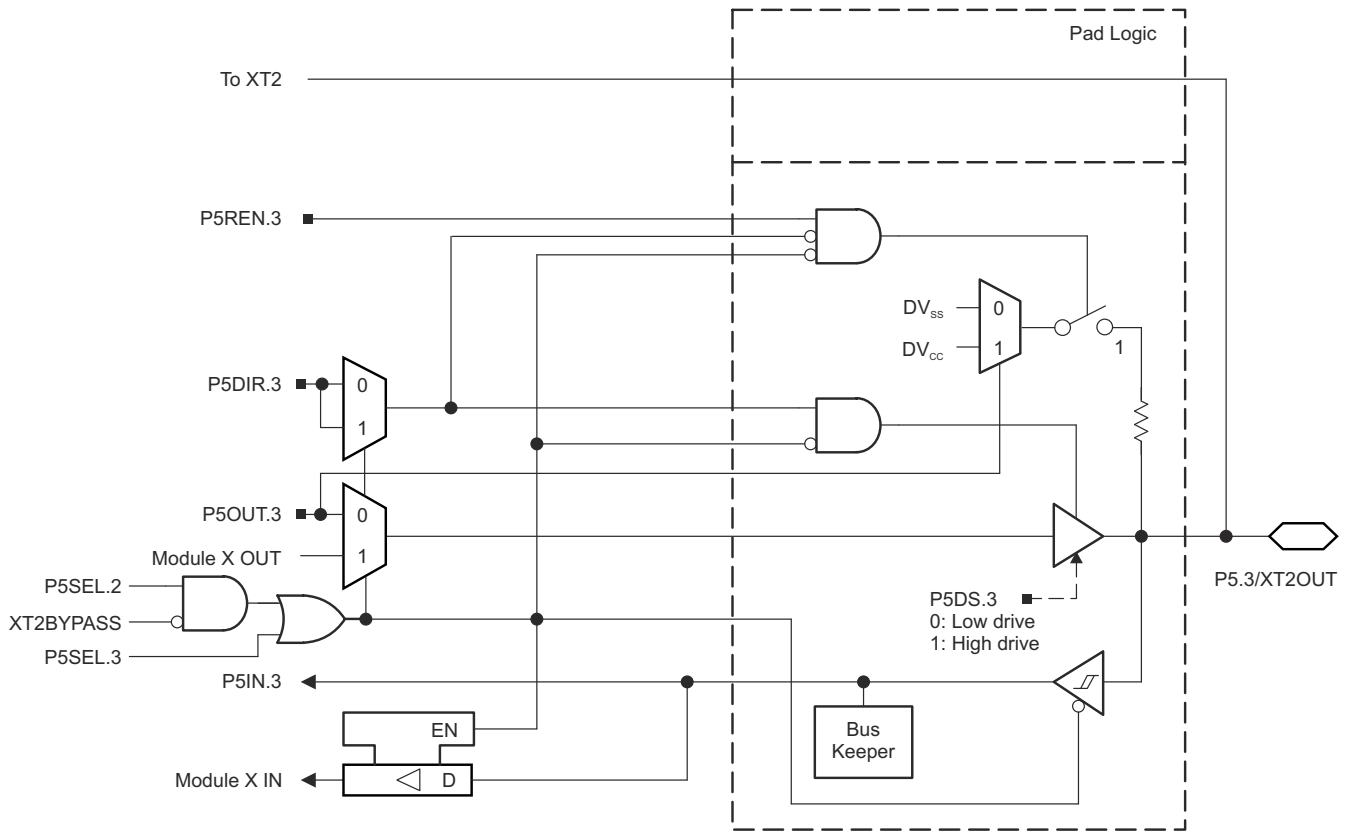 Pad Logic
To XT2
P5REN.3
DVSS
0
DVCC
1
1
P5DIR.3
0
1
P5OUT.3
0
Module X OUT
1
P5SEL.2
XT2BYPASS
P5SEL.3
P5.3/XT2OUT
P5DS.3
0: Low drive
1: High drive
P5IN.3
EN
Bus
Keeper
Module X IN
D